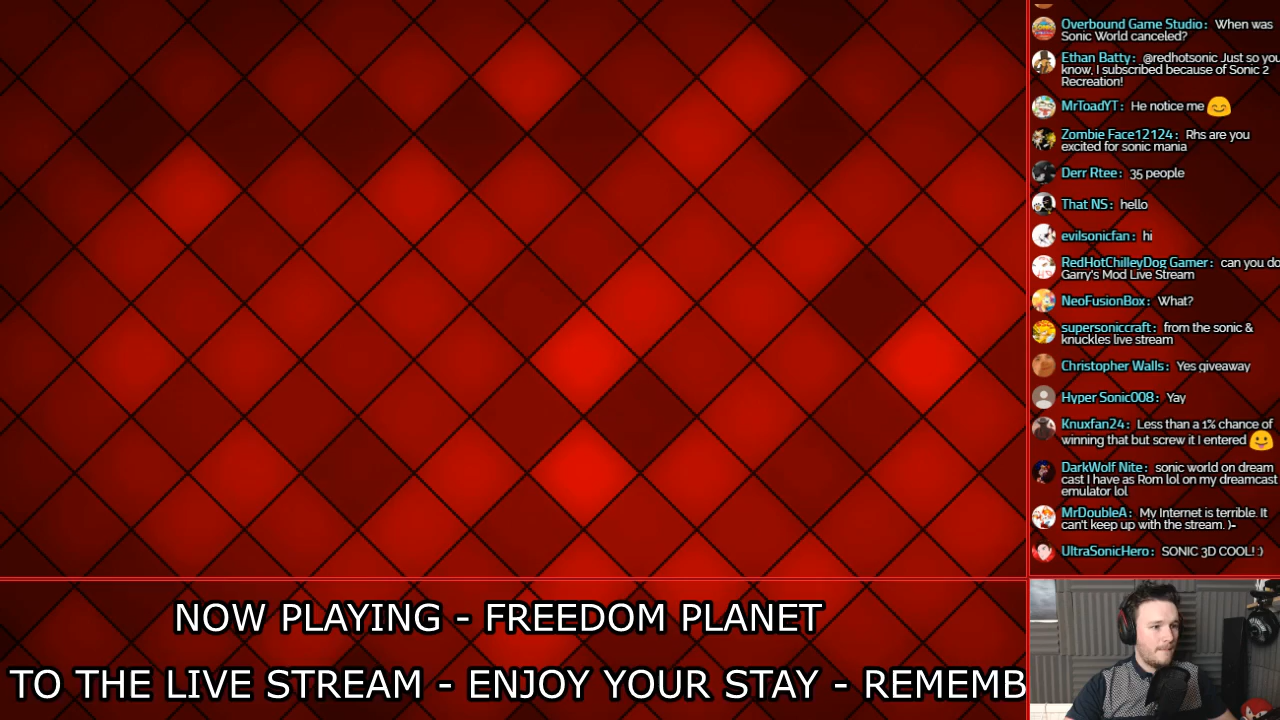 Overbound Game Studio: When was
Sonic World canceled?
Ethan Batty: @redhotsonic Just so you
know, I subscribed because of Sonic 2
Recreation!
MrToadYT: He notice me 😊
Zombie Face12124: Rhs are you
excited for sonic mania
Derr Rtee: 35 people
That NS: hello
evilsonicfan: hi
RedHotChilleyDog Gamer: can you do
Garry's Mod Live Stream
NeoFusionBox: What?
supersoniccraft: from the sonic &
knuckles live stream
Christopher Walls: Yes giveaway
Hyper Sonic008: Yay
Knuxfan24: Less than a 1% chance of
winning that but screw it I entered 😛
DarkWolf Nite: sonic world on dream
cast I have as Rom lol on my dreamcast
emulator lol
MrDoubleA: My Internet is terrible. It
can't keep up with the stream. )-
UltraSonicHero: SONIC 3D COOL! :)
NOW PLAYING - FREEDOM PLANET
TO THE LIVE STREAM - ENJOY YOUR STAY - REMEMB